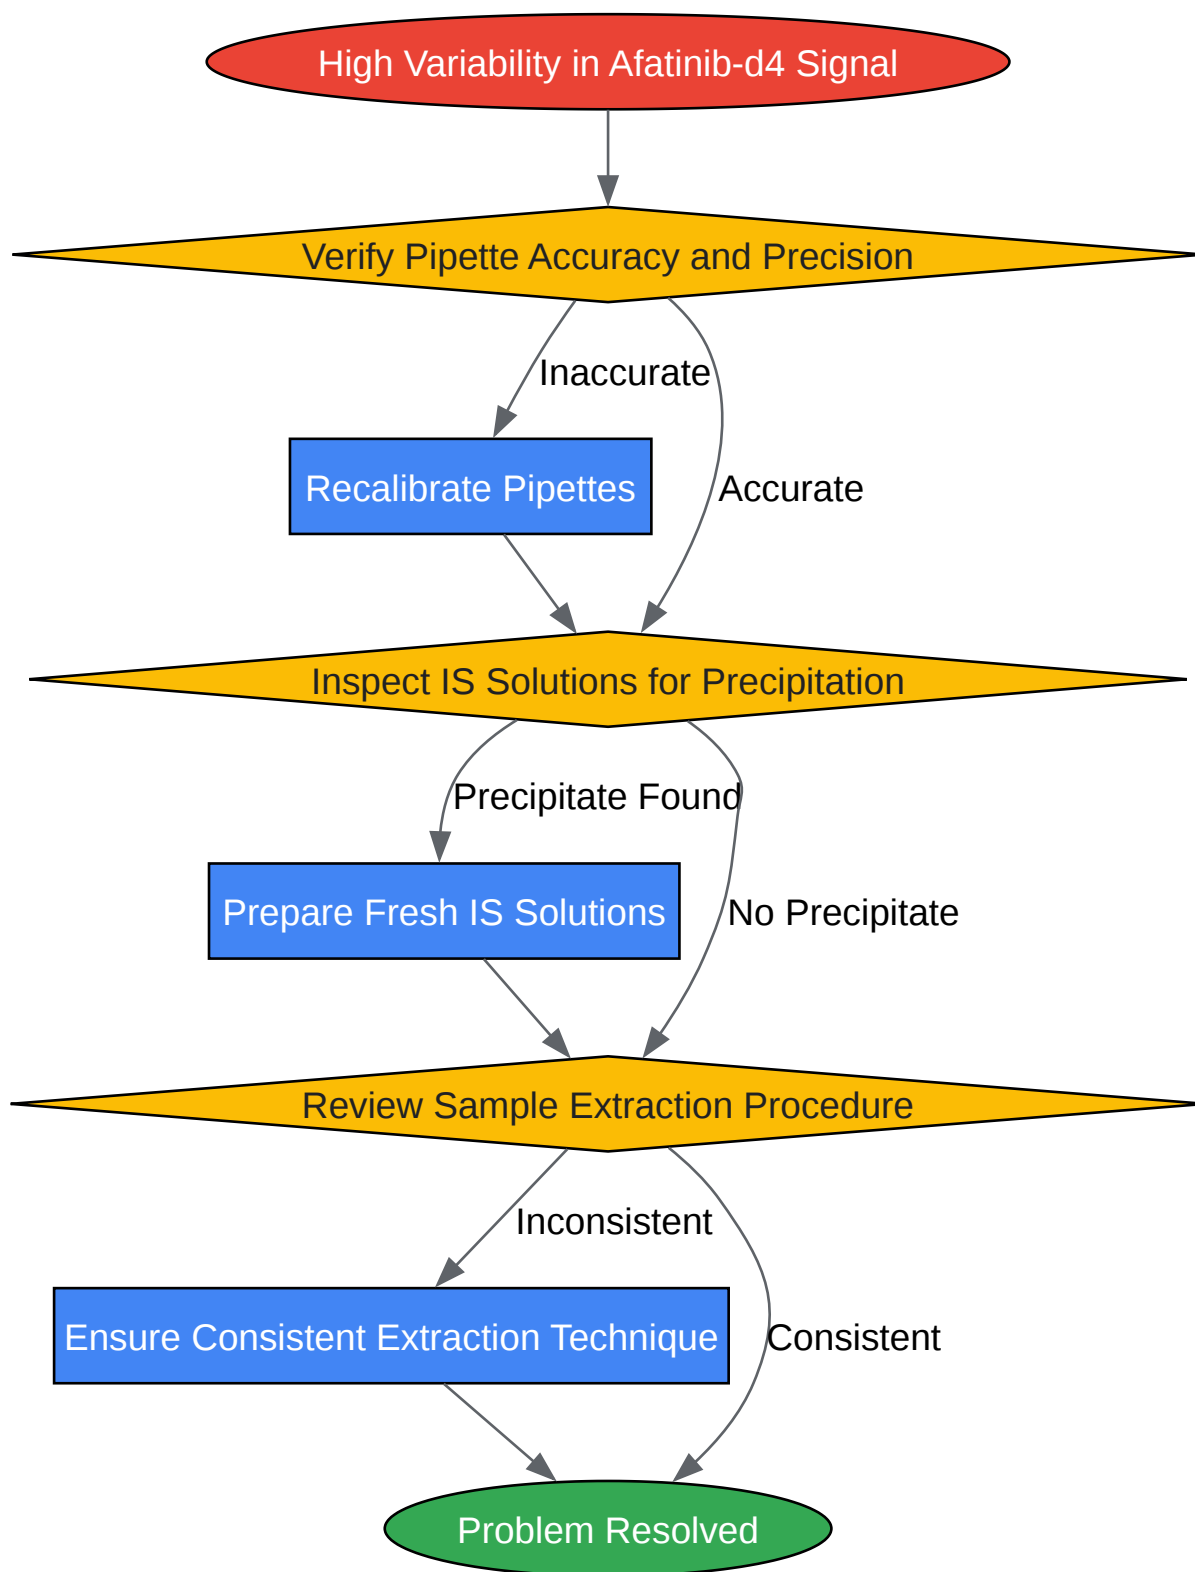 High Variability in Afatinib-d4 Signal
Verify Pipette Accuracy and Precision
Inaccurate
Recalibrate Pipettes
Accurate
Inspect IS Solutions for Precipitation
Precipitate Found
Prepare Fresh IS Solutions
No Precipitate
Review Sample Extraction Procedure
Inconsistent
Ensure Consistent Extraction Technique
Consistent
Problem Resolved